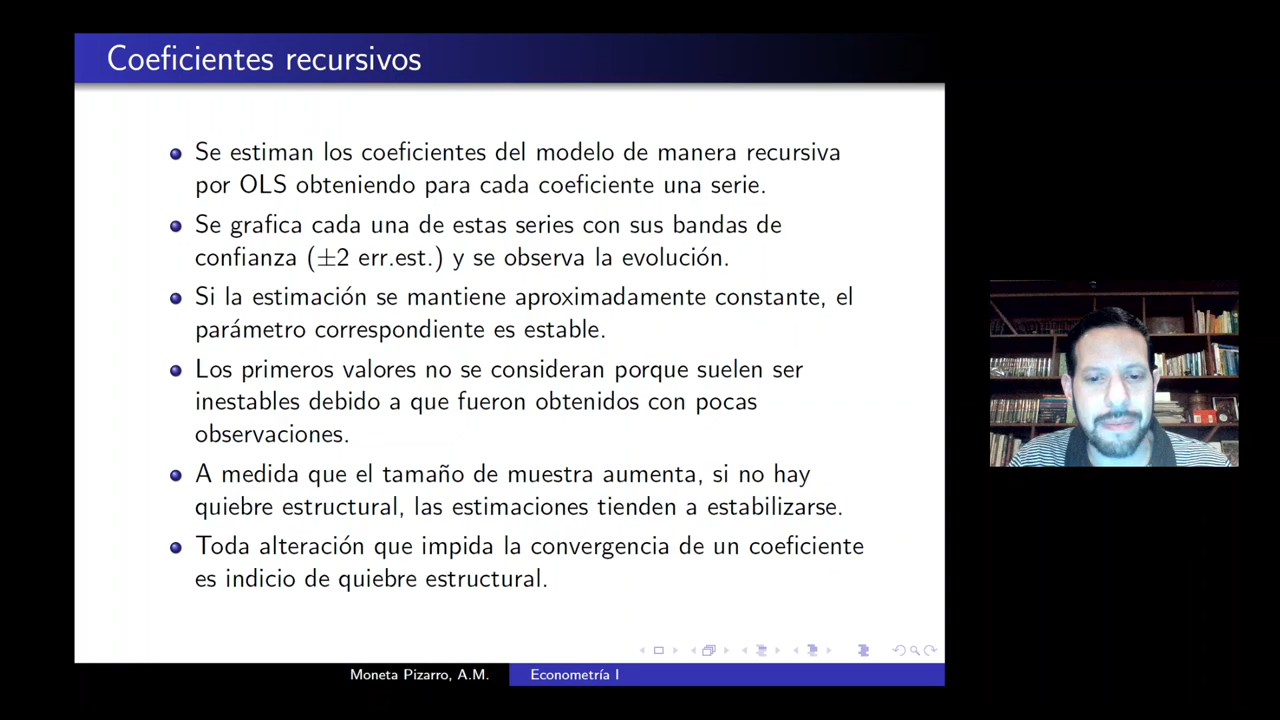 Coeficientes recursivos
Se estiman los coeficientes del modelo de manera recursiva
por OLS obteniendo para cada coeficiente una serie.
Se grafica cada una de estas series con sus bandas de
confianza (±2 err.est.) y se observa la evolución.
Si la estimación se mantiene aproximadamente constante, el
parámetro correspondiente es estable.
Los primeros valores no se consideran porque suelen ser
inestables debido a que fueron obtenidos con pocas
observaciones.
A medida que el tamaño de muestra aumenta, si no hay
quiebre estructural, las estimaciones tienden a estabilizarse.
Toda alteración que impida la convergencia de un coeficiente
es indicio de quiebre estructural.
Moneta Pizarro, A.M.
Econometría I